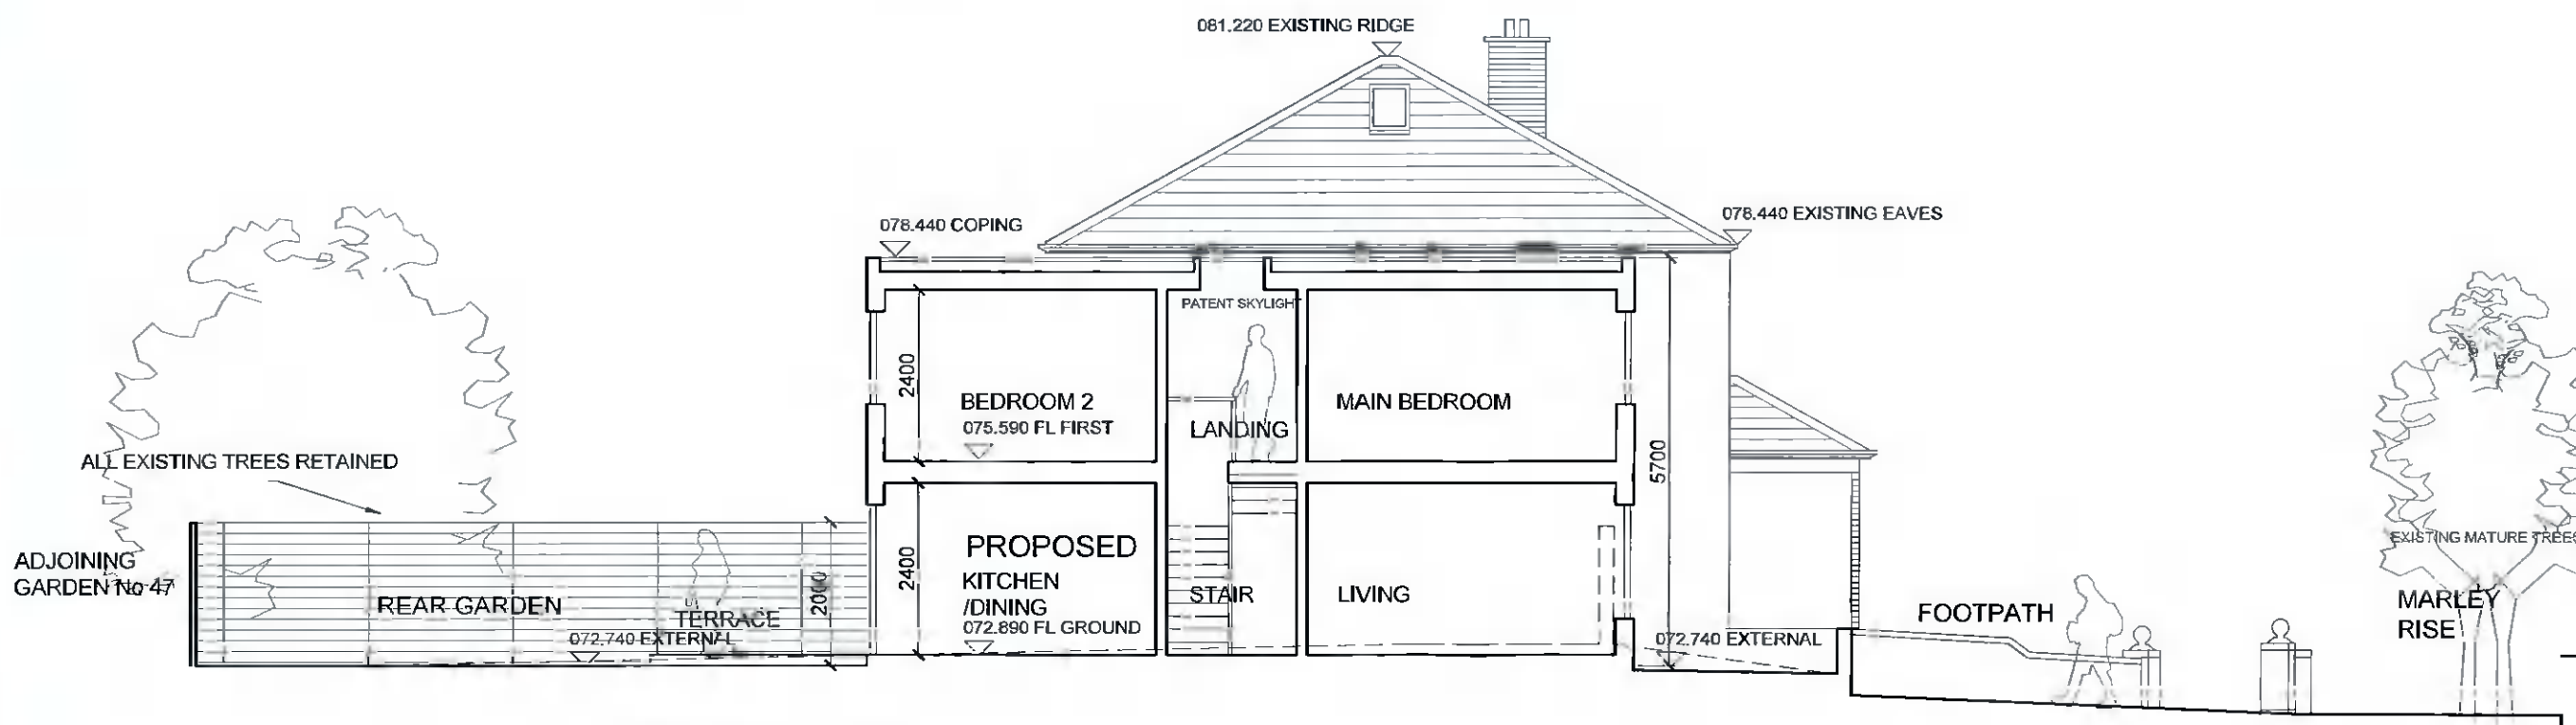 081.220 EXISTING RIDGE
078.440 COPING
078.440 EXISTING EAVES
PATENT SKYLIGHT
2400
BEDROOM 2
075.590 FL FIRST
LANDING
MAIN BEDROOM
5700
ALL EXISTING TREES RETAINED
ADJOINING
GARDEN No 47
REAR GARDEN
TERRACE
2000
072.740 EXTERNAL
2400
PROPOSED
KITCHEN
/DINING
072.890 FL GROUND
STAIR
LIVING
072.740 EXTERNAL
FOOTPATH
EXISTING MATURE TREES
MARLEY
RISE